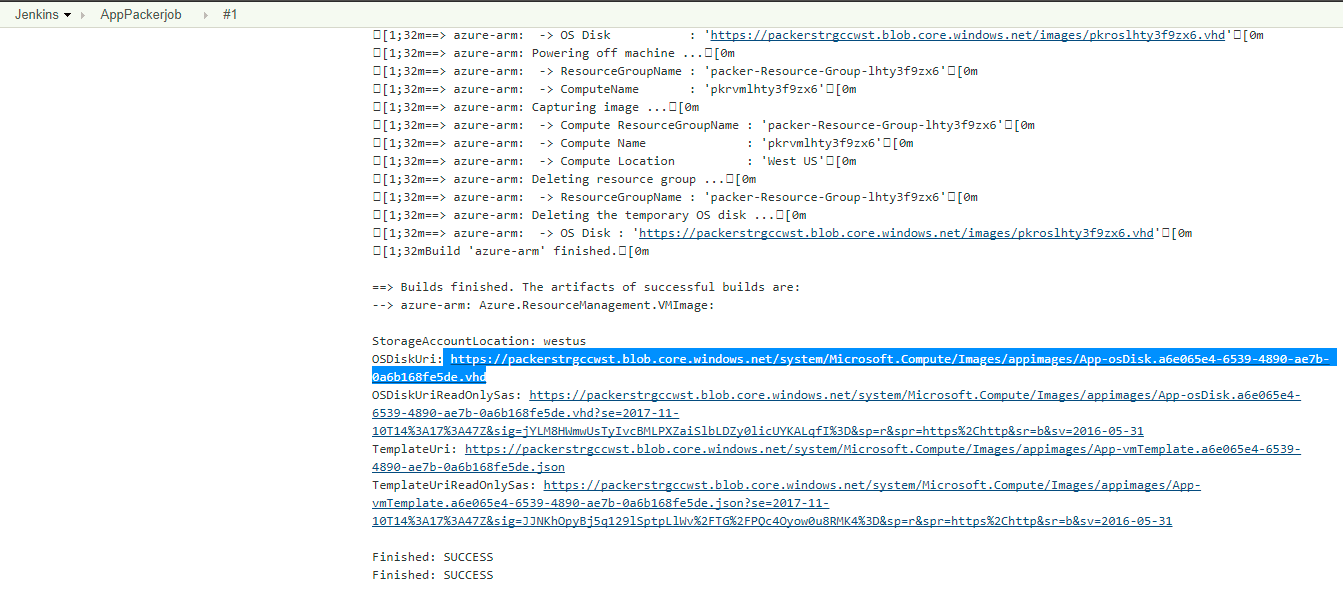 Jenkins AppPackerjob #1
[1;32m==> azure-arm:  -> OS Disk           : 'https://packerstrgccwst.blob.core.windows.net/images/pkroslhty3f9zx6.vhd' [0m
[1;32m==> azure-arm: Powering off machine ... [0m
[1;32m==> azure-arm:  -> ResourceGroupName : 'packer-Resource-Group-lhty3f9zx6' [0m
[1;32m==> azure-arm:  -> ComputeName       : 'pkrvmlhty3f9zx6' [0m
[1;32m==> azure-arm: Capturing image ... [0m
[1;32m==> azure-arm:  -> Compute ResourceGroupName : 'packer-Resource-Group-lhty3f9zx6' [0m
[1;32m==> azure-arm:  -> Compute Name              : 'pkrvmlhty3f9zx6' [0m
[1;32m==> azure-arm:  -> Compute Location          : 'West US' [0m
[1;32m==> azure-arm: Deleting resource group ... [0m
[1;32m==> azure-arm:  -> ResourceGroupName : 'packer-Resource-Group-lhty3f9zx6' [0m
[1;32m==> azure-arm: Deleting the temporary OS disk ... [0m
[1;32m==> azure-arm:  -> OS Disk : 'https://packerstrgccwst.blob.core.windows.net/images/pkroslhty3f9zx6.vhd' [0m
[1;32mBuild 'azure-arm' finished. [0m
==> Builds finished. The artifacts of successful builds are:
--> azure-arm: Azure.ResourceManagement.VMImage:
StorageAccountLocation: westus
OSDiskUri: https://packerstrgccwst.blob.core.windows.net/system/Microsoft.Compute/Images/appimages/App-osDisk.a6e065e4-6539-4890-ae7b-
0a6b168fe5de.vhd
OSDiskUriReadOnlySas: https://packerstrgccwst.blob.core.windows.net/system/Microsoft.Compute/Images/appimages/App-osDisk.a6e065e4-
6539-4890-ae7b-0a6b168fe5de.vhd?se=2017-11-
10T14%3A17%3A47Z&sig=jYLM8HWmwUsTyIvcBMLPXZaiSlbLDZy0licUYKALqfI%3D&sp=r&spr=https%2Chttp&sr=b&sv=2016-05-31
TemplateUri: https://packerstrgccwst.blob.core.windows.net/system/Microsoft.Compute/Images/appimages/App-vmTemplate.a6e065e4-6539-
4890-ae7b-0a6b168fe5de.json
TemplateUriReadOnlySas: https://packerstrgccwst.blob.core.windows.net/system/Microsoft.Compute/Images/appimages/App-
vmTemplate.a6e065e4-6539-4890-ae7b-0a6b168fe5de.json?se=2017-11-
10T14%3A17%3A47Z&sig=JJNKhOpyBj5q129lSptpLlWv%2FTG%2FPQc4Oyow0u8RMK4%3D&sp=r&spr=https%2Chttp&sr=b&sv=2016-05-31
Finished: SUCCESS
Finished: SUCCESS